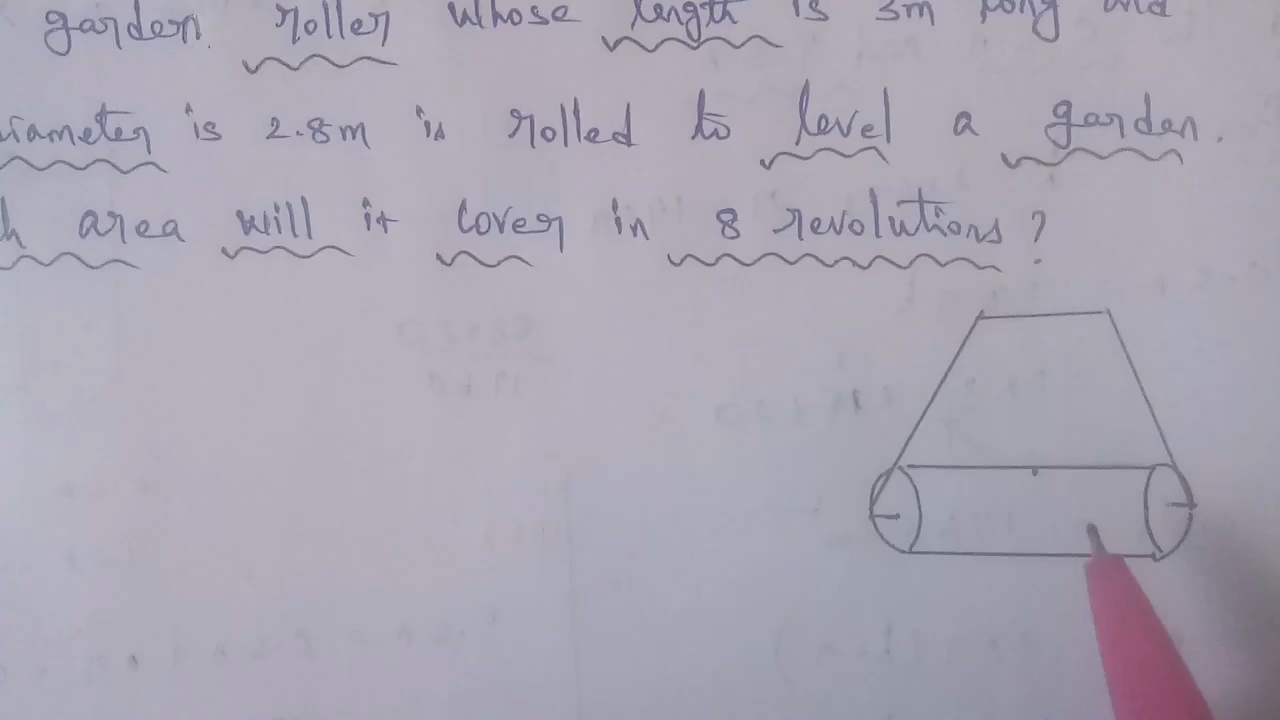 garden roller whose length is 3m long and
diameter is 2.8m is rolled to level a garden.
area will it cover in 8 revolutions?